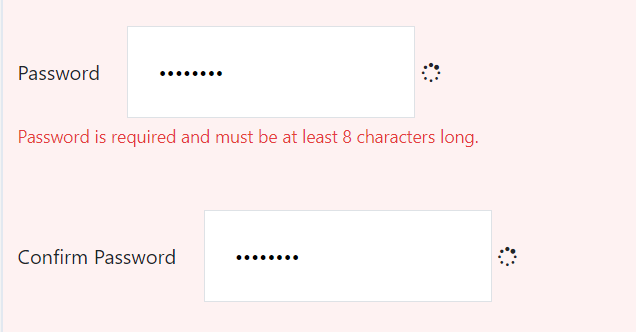 Password ••••••••
Password is required and must be at least 8 characters long.
Confirm Password ••••••••